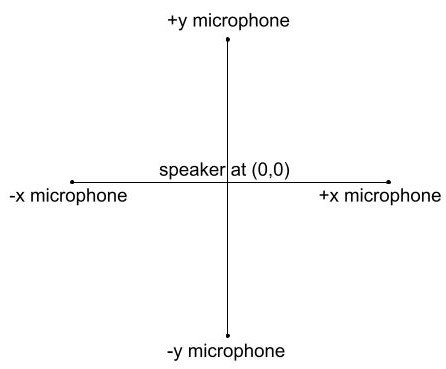 +y microphone
speaker at (0,0)
-x microphone
+x microphone
-y microphone